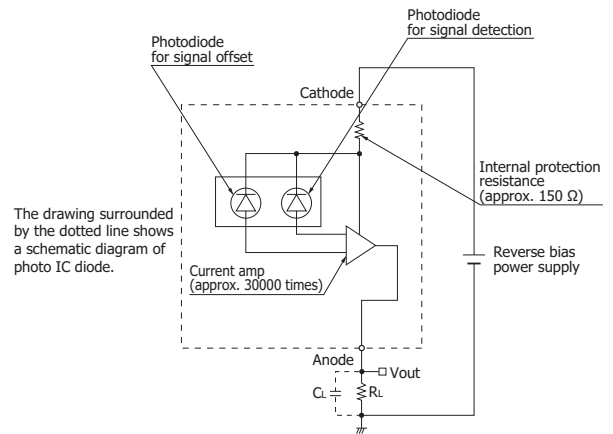 Photodiode
for signal detection
Photodiode
for signal offset
Cathode
Internal protection
resistance
(approx. 150 Ω)
The drawing surrounded
by the dotted line shows
a schematic diagram of
photo IC diode.
Reverse bias
power supply
Current amp
(approx. 30000 times)
Anode
Vout
CL
RL